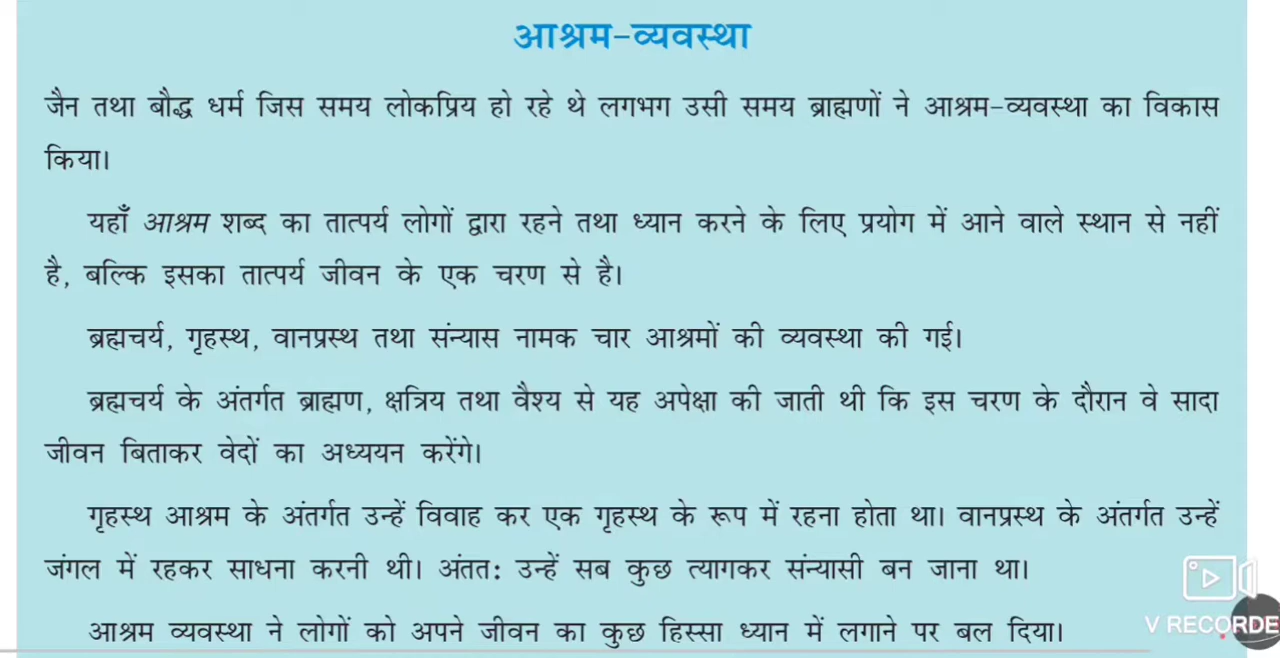 आश्रम-व्यवस्था
जैन तथा बौद्ध धर्म जिस समय लोकप्रिय हो रहे थे लगभग उसी समय ब्राह्मणों ने आश्रम-व्यवस्था का विकास
किया।
यहाँ आश्रम शब्द का तात्पर्य लोगों द्वारा रहने तथा ध्यान करने के लिए प्रयोग में आने वाले स्थान से नहीं
है, बल्कि इसका तात्पर्य जीवन के एक चरण से है।
ब्रह्मचर्य, गृहस्थ, वानप्रस्थ तथा संन्यास नामक चार आश्रमों की व्यवस्था की गई।
ब्रह्मचर्य के अंतर्गत ब्राह्मण, क्षत्रिय तथा वैश्य से यह अपेक्षा की जाती थी कि इस चरण के दौरान वे सादा
जीवन बिताकर वेदों का अध्ययन करेंगे।
गृहस्थ आश्रम के अंतर्गत उन्हें विवाह कर एक गृहस्थ के रूप में रहना होता था। वानप्रस्थ के अंतर्गत उन्हें
जंगल में रहकर साधना करनी थी। अंतत: उन्हें सब कुछ त्यागकर संन्यासी बन जाना था।
आश्रम व्यवस्था ने लोगों को अपने जीवन का कुछ हिस्सा ध्यान में लगाने पर बल दिया।
V RECORDE